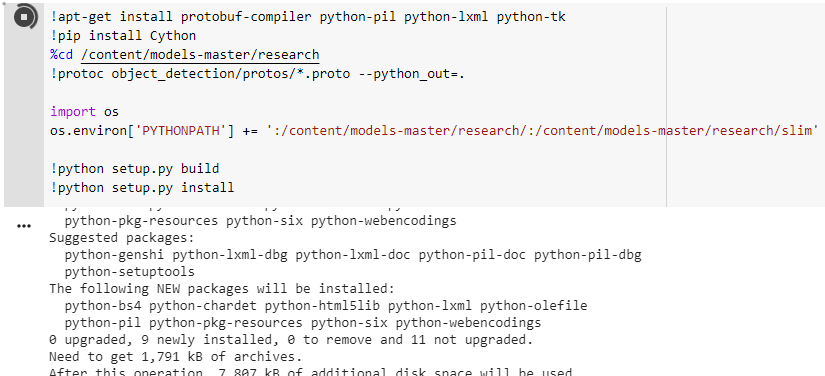 !apt-get install protobuf-compiler python-pil python-lxml python-tk
!pip install Cython
%cd /content/models-master/research
!protoc object_detection/protos/*.proto --python_out=.
import os
os.environ['PYTHONPATH'] += ':/content/models-master/research/:/content/models-master/research/slim'
!python setup.py build
!python setup.py install
python-pkg-resources python-six python-webencodings
Suggested packages:
python-genshi python-lxml-dbg python-lxml-doc python-pil-doc python-pil-dbg
python-setuptools
The following NEW packages will be installed:
python-bs4 python-chardet python-html5lib python-lxml python-olefile
python-pil python-pkg-resources python-six python-webencodings
0 upgraded, 9 newly installed, 0 to remove and 11 not upgraded.
Need to get 1,791 kB of archives.
After this operation, 7,807 kB of additional disk space will be used